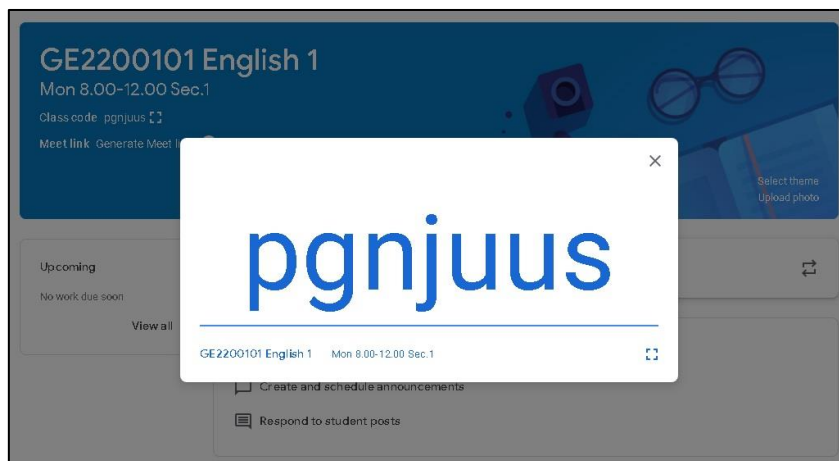 GE2200101 English 1
Mon 8.00-12.00 Sec.1
Class code pgnjuus
Meet link Generate Meet li
Select theme
Upload photo
pgnjuus
GE2200101 English 1 Mon 8.00-12.00 Sec.1
Upcoming
No work due soon
View all
Create and schedule announcements
Respond to student posts